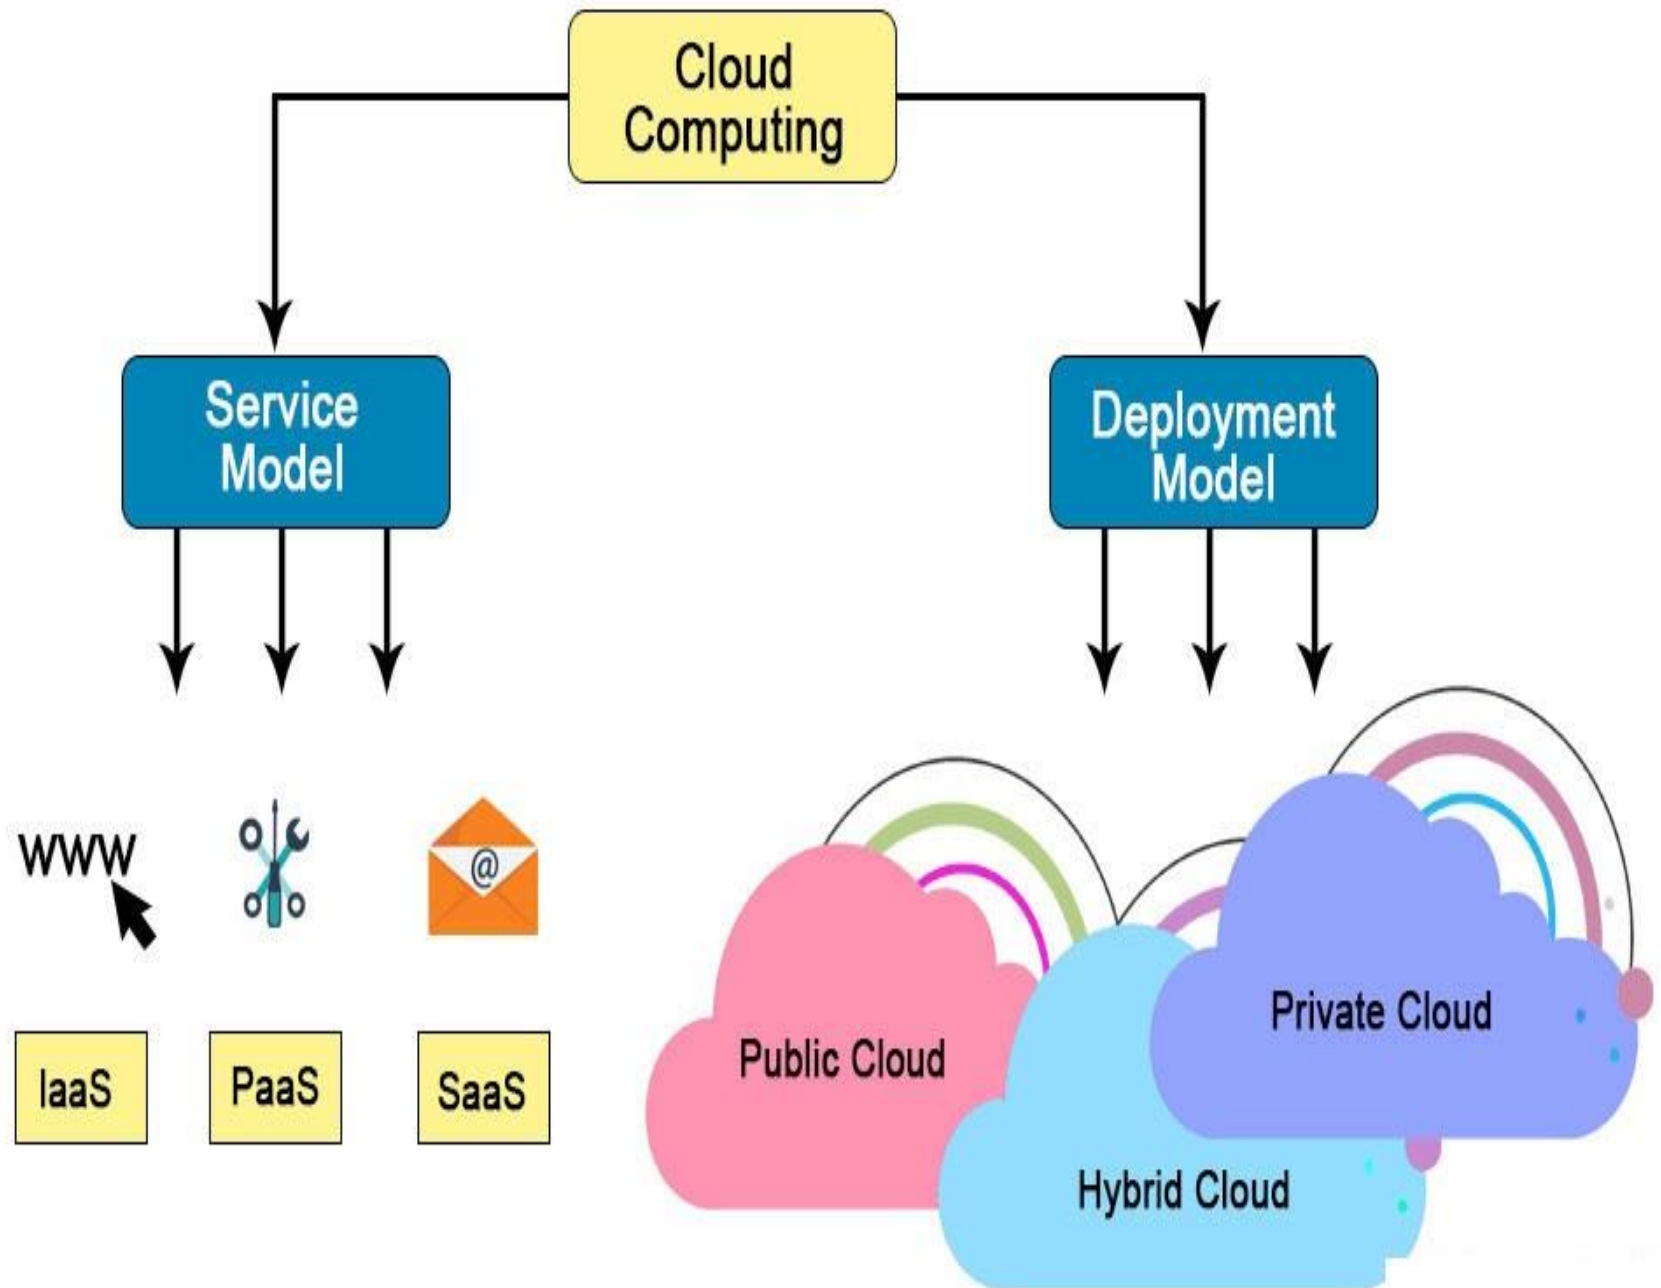 Cloud
Computing
Service
Model
Deployment
Model
www
@
IaaS
PaaS
SaaS
Public Cloud
Hybrid Cloud
Private Cloud